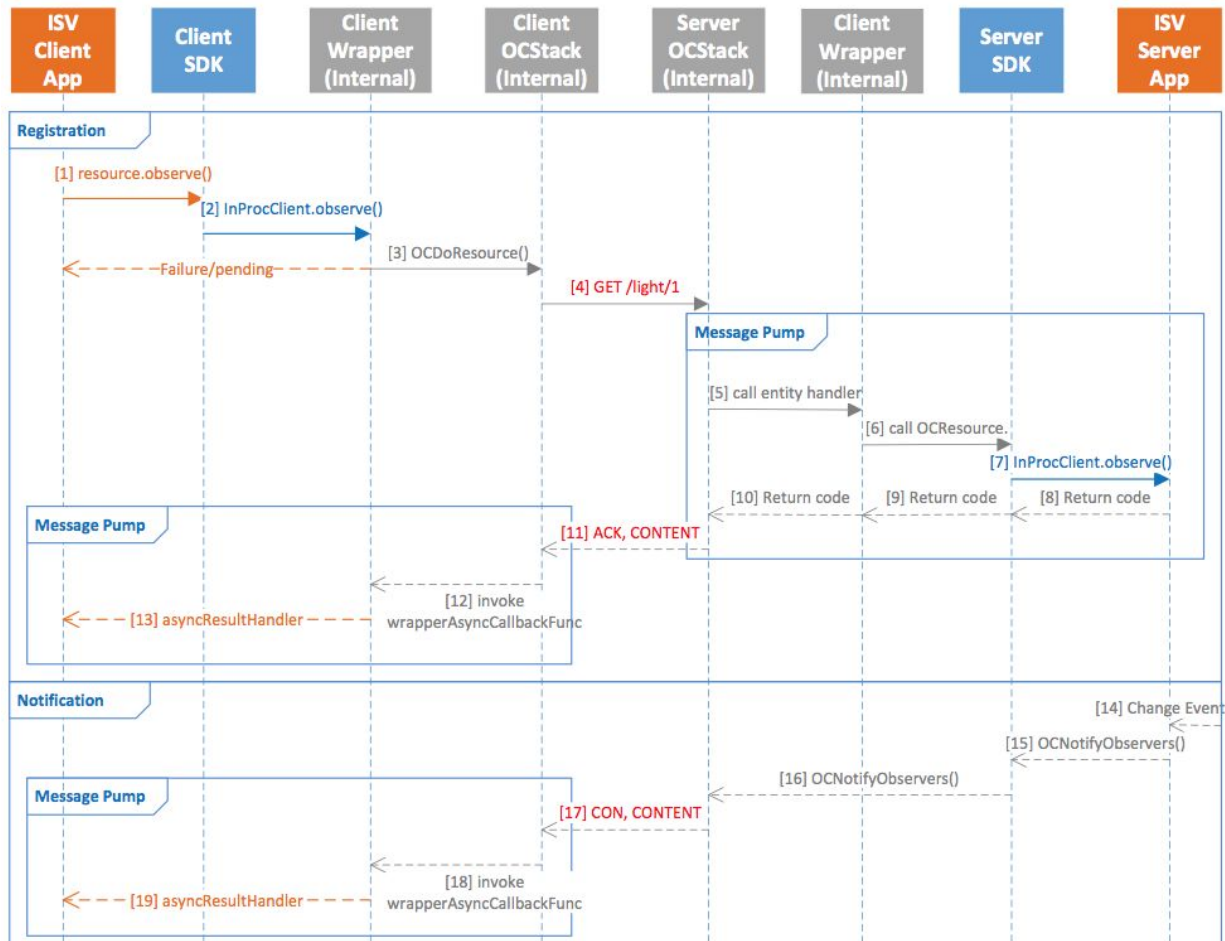 ISV
Client
App
Client
SDK
Client
Wrapper
(Internal)
Client
OCStack
(Internal)
Server
OCStack
(Internal)
Client
Wrapper
(Internal)
Server
SDK
ISV
Server
App
Registration
[1] resource.observe()
[2] InProcClient.observe()
[3] OCDoResource()
Failure/pending
[4] GET /light/1
Message Pump
[5] call entity handler
[6] call OCResource.
[7] InProcClient.observe()
[10] Return code
[9] Return code
[8] Return code
Message Pump
[11] ACK, CONTENT
[12] invoke
wrapperAsyncCallbackFunc
[13] asyncResultHandler
Notification
[14] Change Event
[15] OCNotifyObservers()
[16] OCNotifyObservers()
Message Pump
[17] CON, CONTENT
[18] invoke
wrapperAsyncCallbackFunc
[19] asyncResultHandler